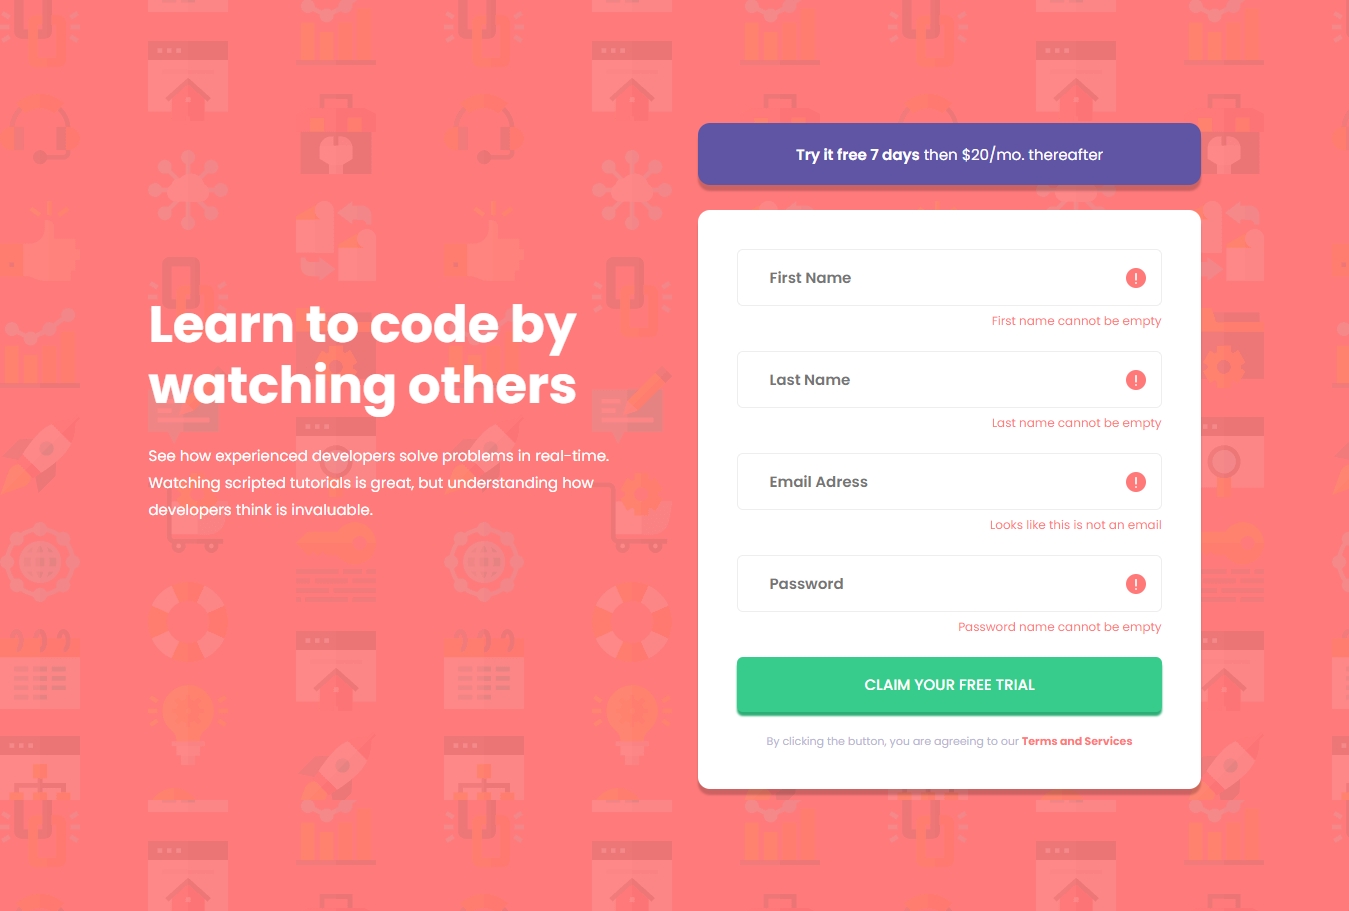 Learn to code by
watching others
See how experienced developers solve problems in real-time.
Watching scripted tutorials is great, but understanding how
developers think is invaluable.
Try it free 7 days then $20/mo. thereafter
First Name
First name cannot be empty
Last Name
Last name cannot be empty
Email Adress
Looks like this is not an email
Password
Password name cannot be empty
CLAIM YOUR FREE TRIAL
By clicking the button, you are agreeing to our Terms and Services